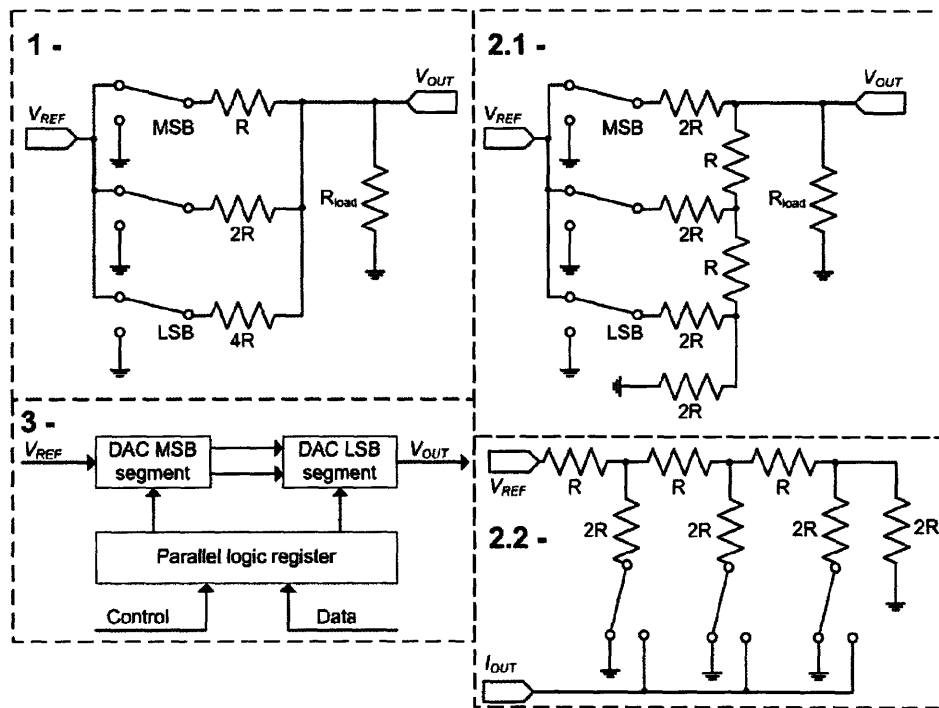 1 -
V_REF
MSB
R
V_OUT
2R
R_load
LSB
4R
2.1 -
V_REF
MSB
2R
V_OUT
R
2R
R_load
R
LSB
2R
2R
3 -
V_REF
DAC MSB
segment
DAC LSB
segment
V_OUT
Parallel logic register
Control
Data
V_REF
R
R
R
2.2 -
2R
2R
2R
2R
I_OUT